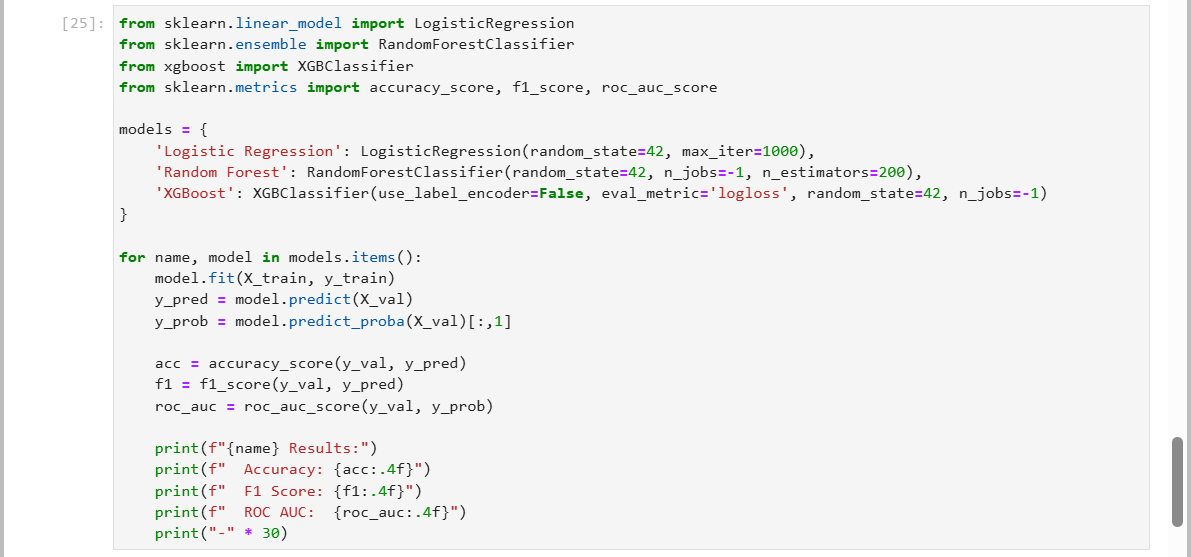 [25]: from sklearn.linear_model import LogisticRegression
from sklearn.ensemble import RandomForestClassifier
from xgboost import XGBClassifier
from sklearn.metrics import accuracy_score, f1_score, roc_auc_score

models = {
    'Logistic Regression': LogisticRegression(random_state=42, max_iter=1000),
    'Random Forest': RandomForestClassifier(random_state=42, n_jobs=-1, n_estimators=200),
    'XGBoost': XGBClassifier(use_label_encoder=False, eval_metric='logloss', random_state=42, n_jobs=-1)
}

for name, model in models.items():
    model.fit(X_train, y_train)
    y_pred = model.predict(X_val)
    y_prob = model.predict_proba(X_val)[:,1]

    acc = accuracy_score(y_val, y_pred)
    f1 = f1_score(y_val, y_pred)
    roc_auc = roc_auc_score(y_val, y_prob)

    print(f"{name} Results:")
    print(f"  Accuracy: {acc:.4f}")
    print(f"  F1 Score: {f1:.4f}")
    print(f"  ROC AUC:  {roc_auc:.4f}")
    print("-" * 30)